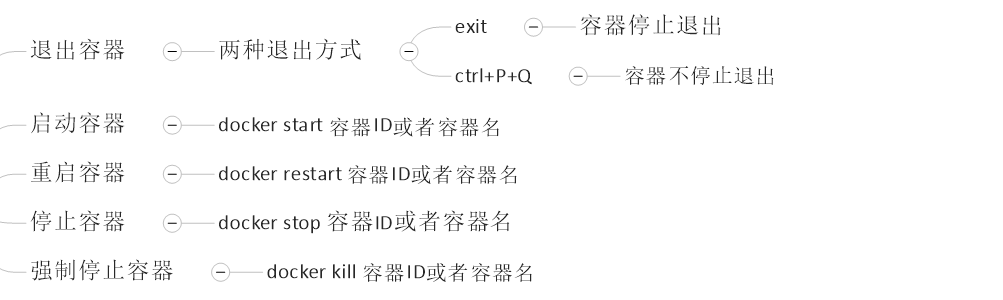 退出容器 两种退出方式 exit 容器停止退出
ctrl+P+Q 容器不停止退出
启动容器 docker start 容器ID或者容器名
重启容器 docker restart 容器ID或者容器名
停止容器 docker stop 容器ID或者容器名
强制停止容器 docker kill 容器ID或者容器名